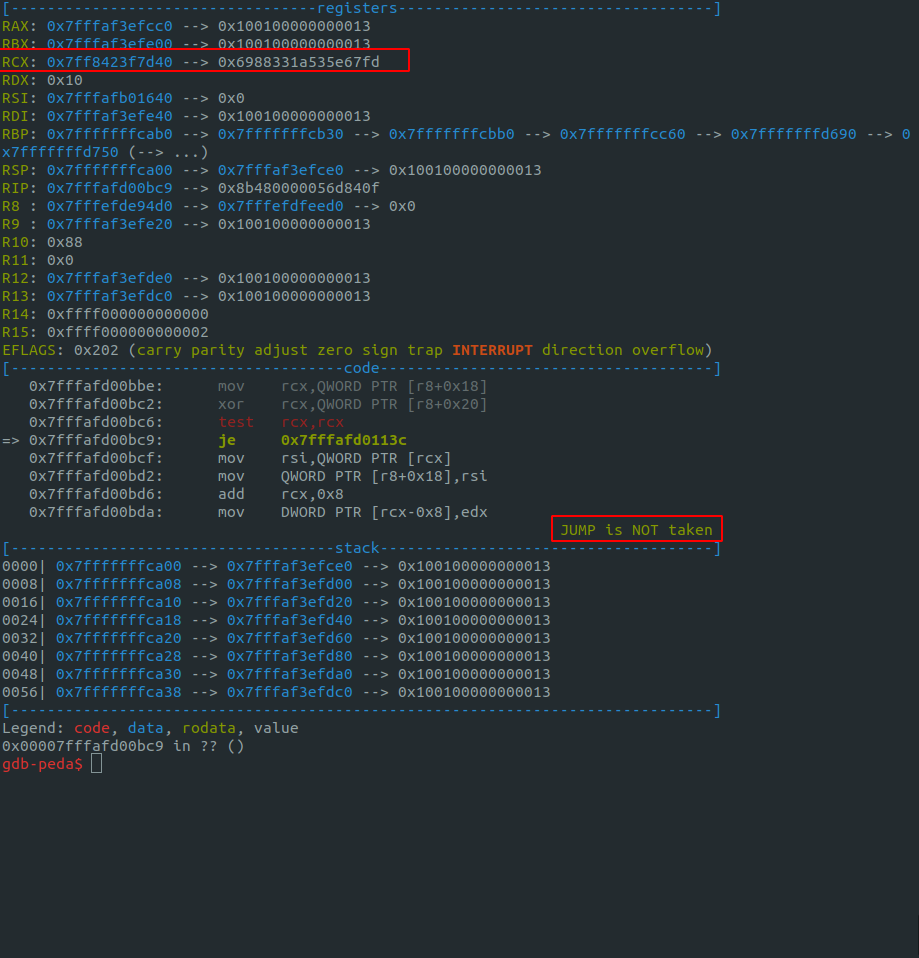 [----------------------------------registers-----------------------------------]
RAX: 0x7fffaf3efcc0 --> 0x100100000000013
RBX: 0x7fffaf3efe00 --> 0x100100000000013
RCX: 0x7ff8423f7d40 --> 0x6988331a535e67fd
RDX: 0x10
RSI: 0x7fffafb01640 --> 0x0
RDI: 0x7fffaf3efe40 --> 0x100100000000013
RBP: 0x7fffffffcab0 --> 0x7fffffffcb30 --> 0x7fffffffcbb0 --> 0x7fffffffcc60 --> 0x7fffffffd690 --> 0
x7fffffffd750 (--> ...)
RSP: 0x7fffffffca00 --> 0x7fffaf3efce0 --> 0x100100000000013
RIP: 0x7fffafd00bc9 --> 0x8b480000056d840f
R8 : 0x7fffefde94d0 --> 0x7fffefdfeed0 --> 0x0
R9 : 0x7fffaf3efe20 --> 0x100100000000013
R10: 0x88
R11: 0x0
R12: 0x7fffaf3efde0 --> 0x100100000000013
R13: 0x7fffaf3efdc0 --> 0x100100000000013
R14: 0xffff000000000000
R15: 0xffff000000000002
EFLAGS: 0x202 (carry parity adjust zero sign trap INTERRUPT direction overflow)
[-------------------------------------code-------------------------------------]
   0x7fffafd00bbe:      mov    rcx,QWORD PTR [r8+0x18]
   0x7fffafd00bc2:      xor    rcx,QWORD PTR [r8+0x20]
   0x7fffafd00bc6:      test   rcx,rcx
=> 0x7fffafd00bc9:      je     0x7fffafd0113c
   0x7fffafd00bcf:      mov    rsi,QWORD PTR [rcx]
   0x7fffafd00bd2:      mov    QWORD PTR [r8+0x18],rsi
   0x7fffafd00bd6:      add    rcx,0x8
   0x7fffafd00bda:      mov    DWORD PTR [rcx-0x8],edx
                                                              JUMP is NOT taken
[------------------------------------stack-------------------------------------]
0000| 0x7fffffffca00 --> 0x7fffaf3efce0 --> 0x100100000000013
0008| 0x7fffffffca08 --> 0x7fffaf3efd00 --> 0x100100000000013
0016| 0x7fffffffca10 --> 0x7fffaf3efd20 --> 0x100100000000013
0024| 0x7fffffffca18 --> 0x7fffaf3efd40 --> 0x100100000000013
0032| 0x7fffffffca20 --> 0x7fffaf3efd60 --> 0x100100000000013
0040| 0x7fffffffca28 --> 0x7fffaf3efd80 --> 0x100100000000013
0048| 0x7fffffffca30 --> 0x7fffaf3efda0 --> 0x100100000000013
0056| 0x7fffffffca38 --> 0x7fffaf3efdc0 --> 0x100100000000013
[------------------------------------------------------------------------------]
Legend: code, data, rodata, value
0x00007fffafd00bc9 in ?? ()
gdb-peda$